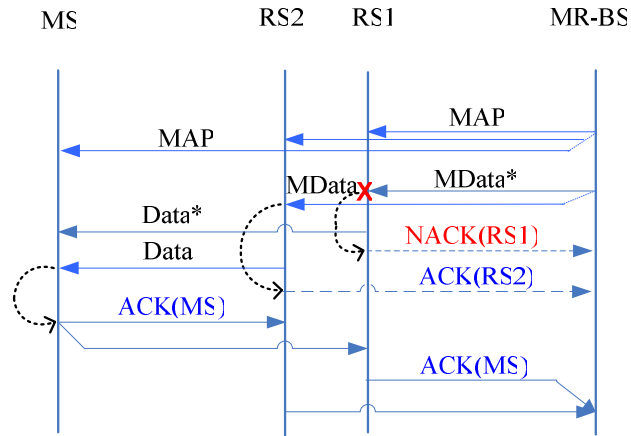 MS RS2 RS1 MR-BS
MAP MAP
MData MData*
X
Data*
NACK(RS1)
Data
ACK(RS2)
ACK(MS)
ACK(MS)